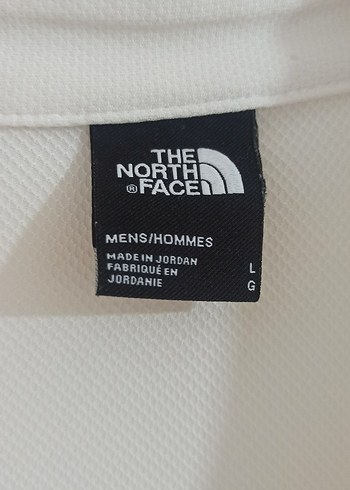 THE
NORTH
® FACE
MENS/HOMMES
MADE IN JORDAN
FABRIQUÉ EN
JORDANIE
L
G